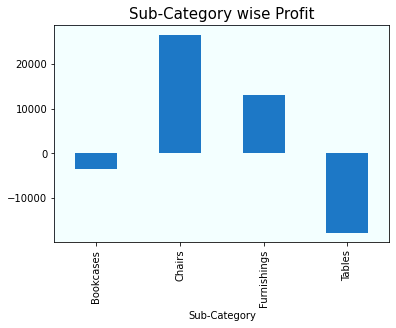 Sub-Category wise Profit
20000
10000
0
−10000
Bookcases
Chairs
Furnishings
Tables
Sub-Category